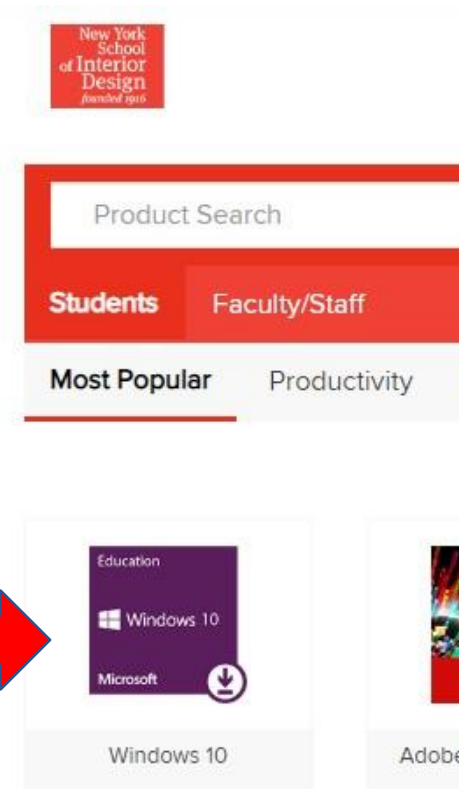 New York
School
of Interior
Design
founded 1916
Product Search
Students Faculty/Staff
Most Popular Productivity
Education
Windows 10
Microsoft
Windows 10 Adobe